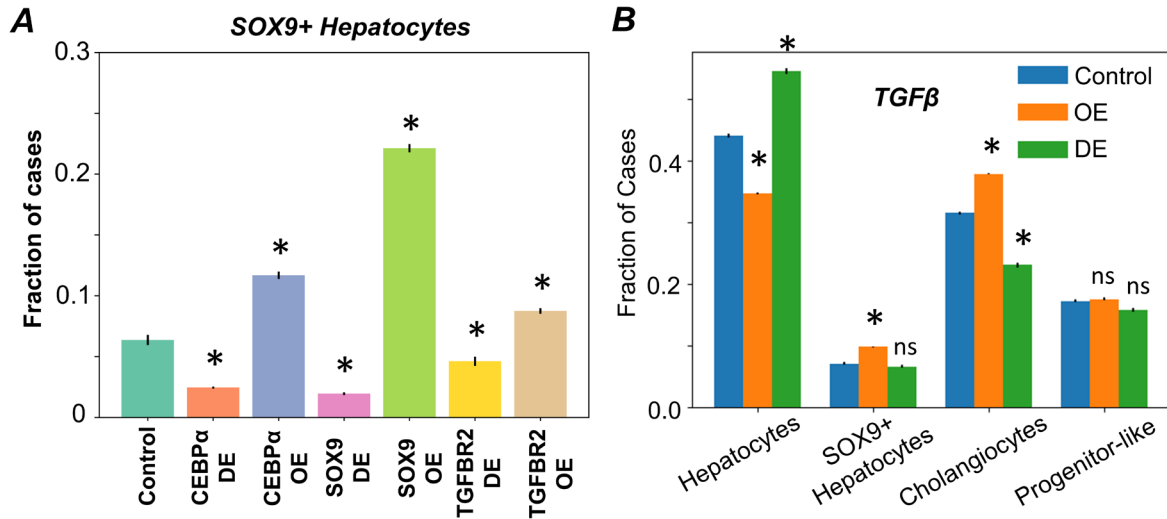 A
SOX9+ Hepatocytes
Fraction of cases
0.3
0.2
0.1
0
*
*
*
*
*
*
Control
CEBPα
DE
CEBPα
OE
SOX9
DE
SOX9
OE
TGFBR2
DE
TGFBR2
OE
B
TGFβ
Control
OE
DE
Fraction of Cases
0.4
0.2
0.0
*
*
*
ns
*
*
ns
ns
Hepatocytes
SOX9+
Hepatocytes
Cholangiocytes
Progenitor-like